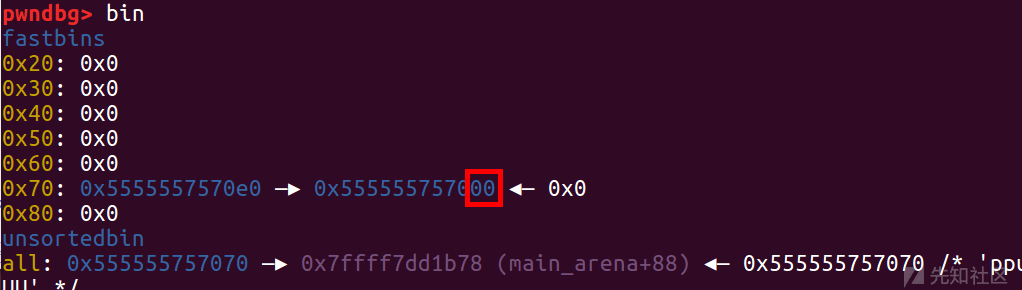 pwndbg> bin
fastbins
0x20: 0x0
0x30: 0x0
0x40: 0x0
0x50: 0x0
0x60: 0x0
0x70: 0x5555557570e0 —▸ 0x555555757000 ◂— 0x0
0x80: 0x0
unsortedbin
all: 0x555555757070 —▸ 0x7ffff7dd1b78 (main_arena+88) ◂— 0x555555757070 /* 'ppu
UU' */
先知社区